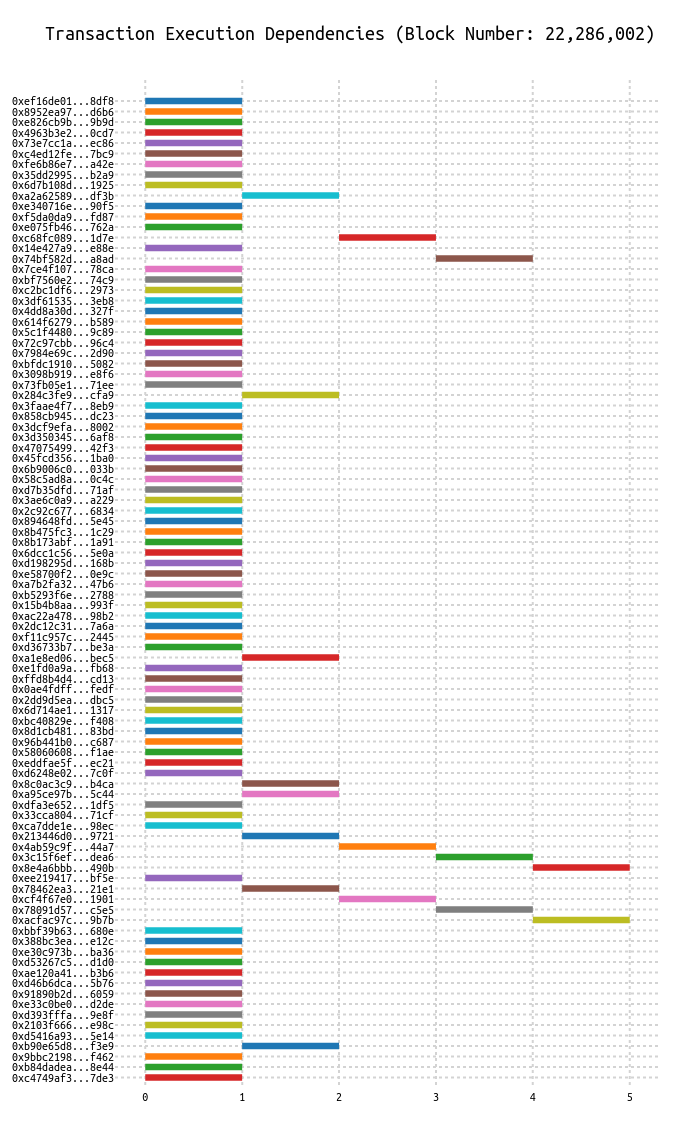 Transaction Execution Dependencies (Block Number: 22,286,002)
0xef16de01...8df8
0x8952ea97...d6b6
0xe826cb9b...9b9d
0x4963b3e2...0cd7
0x73e7cc1a...ec86
0xc4ed12fe...7bc9
0xfe6b86e7...a42e
0x35dd2995...b2a9
0x6d7b108d...1925
0xa2a62589...df3b
0xe340716e...90f5
0xf5da0da9...fd87
0xe075fb46...762a
0xc68fc089...1d7e
0x14e427a9...e88e
0x74bf582d...a8ad
0x7ce4f107...78ca
0xbf7560e2...74c9
0xc2bc1df6...2973
0x3df61535...3eb8
0x4dd8a30d...327f
0x614f6279...b589
0x5c1f4480...9c89
0x72c97cbb...96c4
0x7984e69c...2d90
0xbfdc1910...5082
0x3098b919...e8f6
0x73fb05e1...71ee
0x284c3fe9...cfa9
0x3faae4f7...8eb9
0x858cb945...dc23
0x3dcf9efa...8002
0x3d350345...6af8
0x47075499...42f3
0x45fcd356...1ba0
0x6b9006c0...033b
0x58c5ad8a...0c4c
0xd7b35dfd...71af
0x3ae6c0a9...a229
0x2c92c677...6834
0x894648fd...5e45
0x8b475fc3...1c29
0x8b173abf...1a91
0x6dcc1c56...5e0a
0xd198295d...168b
0xe58700f2...0e9c
0xa7b2fa32...47b6
0xb5293f6e...2788
0x15b4b8aa...993f
0xac22a478...98b2
0x2dc12c31...7a6a
0xf11c957c...2445
0xd36733b7...be3a
0xa1e8ed06...bec5
0xe1fd0a9a...fb68
0xffd8b4d4...cd13
0x0ae4fdff...fedf
0x2dd9d5ea...dbc5
0x6d714ae1...1317
0xbc40829e...f408
0x8d1cb481...83bd
0x96b441b0...c687
0x58060608...f1ae
0xeddfae5f...ec21
0xd6248e02...7c0f
0x8c0ac3c9...b4ca
0xa95ce97b...5c44
0xdfa3e652...1df5
0x33cca804...71cf
0xca7dde1e...98ec
0x213446d0...9721
0x4ab59c9f...44a7
0x3c15f6ef...dea6
0x8e4a6bbb...490b
0xee219417...bf5e
0x78462ea3...21e1
0xcf4f67e0...1901
0x78091d57...c5e5
0xacfac97c...9b7b
0xbbf39b63...680e
0x388bc3ea...e12c
0xe30c973b...ba36
0xd53267c5...d1d0
0xae120a41...b3b6
0xd46b6dca...5b76
0x91890b2d...6059
0xe33c0be0...d2de
0xd393fffa...9e8f
0x2103f666...e98c
0xd5416a93...5e14
0xb90e65d8...f3e9
0x9bbc2198...f462
0xb84dadea...8e44
0xc4749af3...7de3
0 1 2 3 4 5